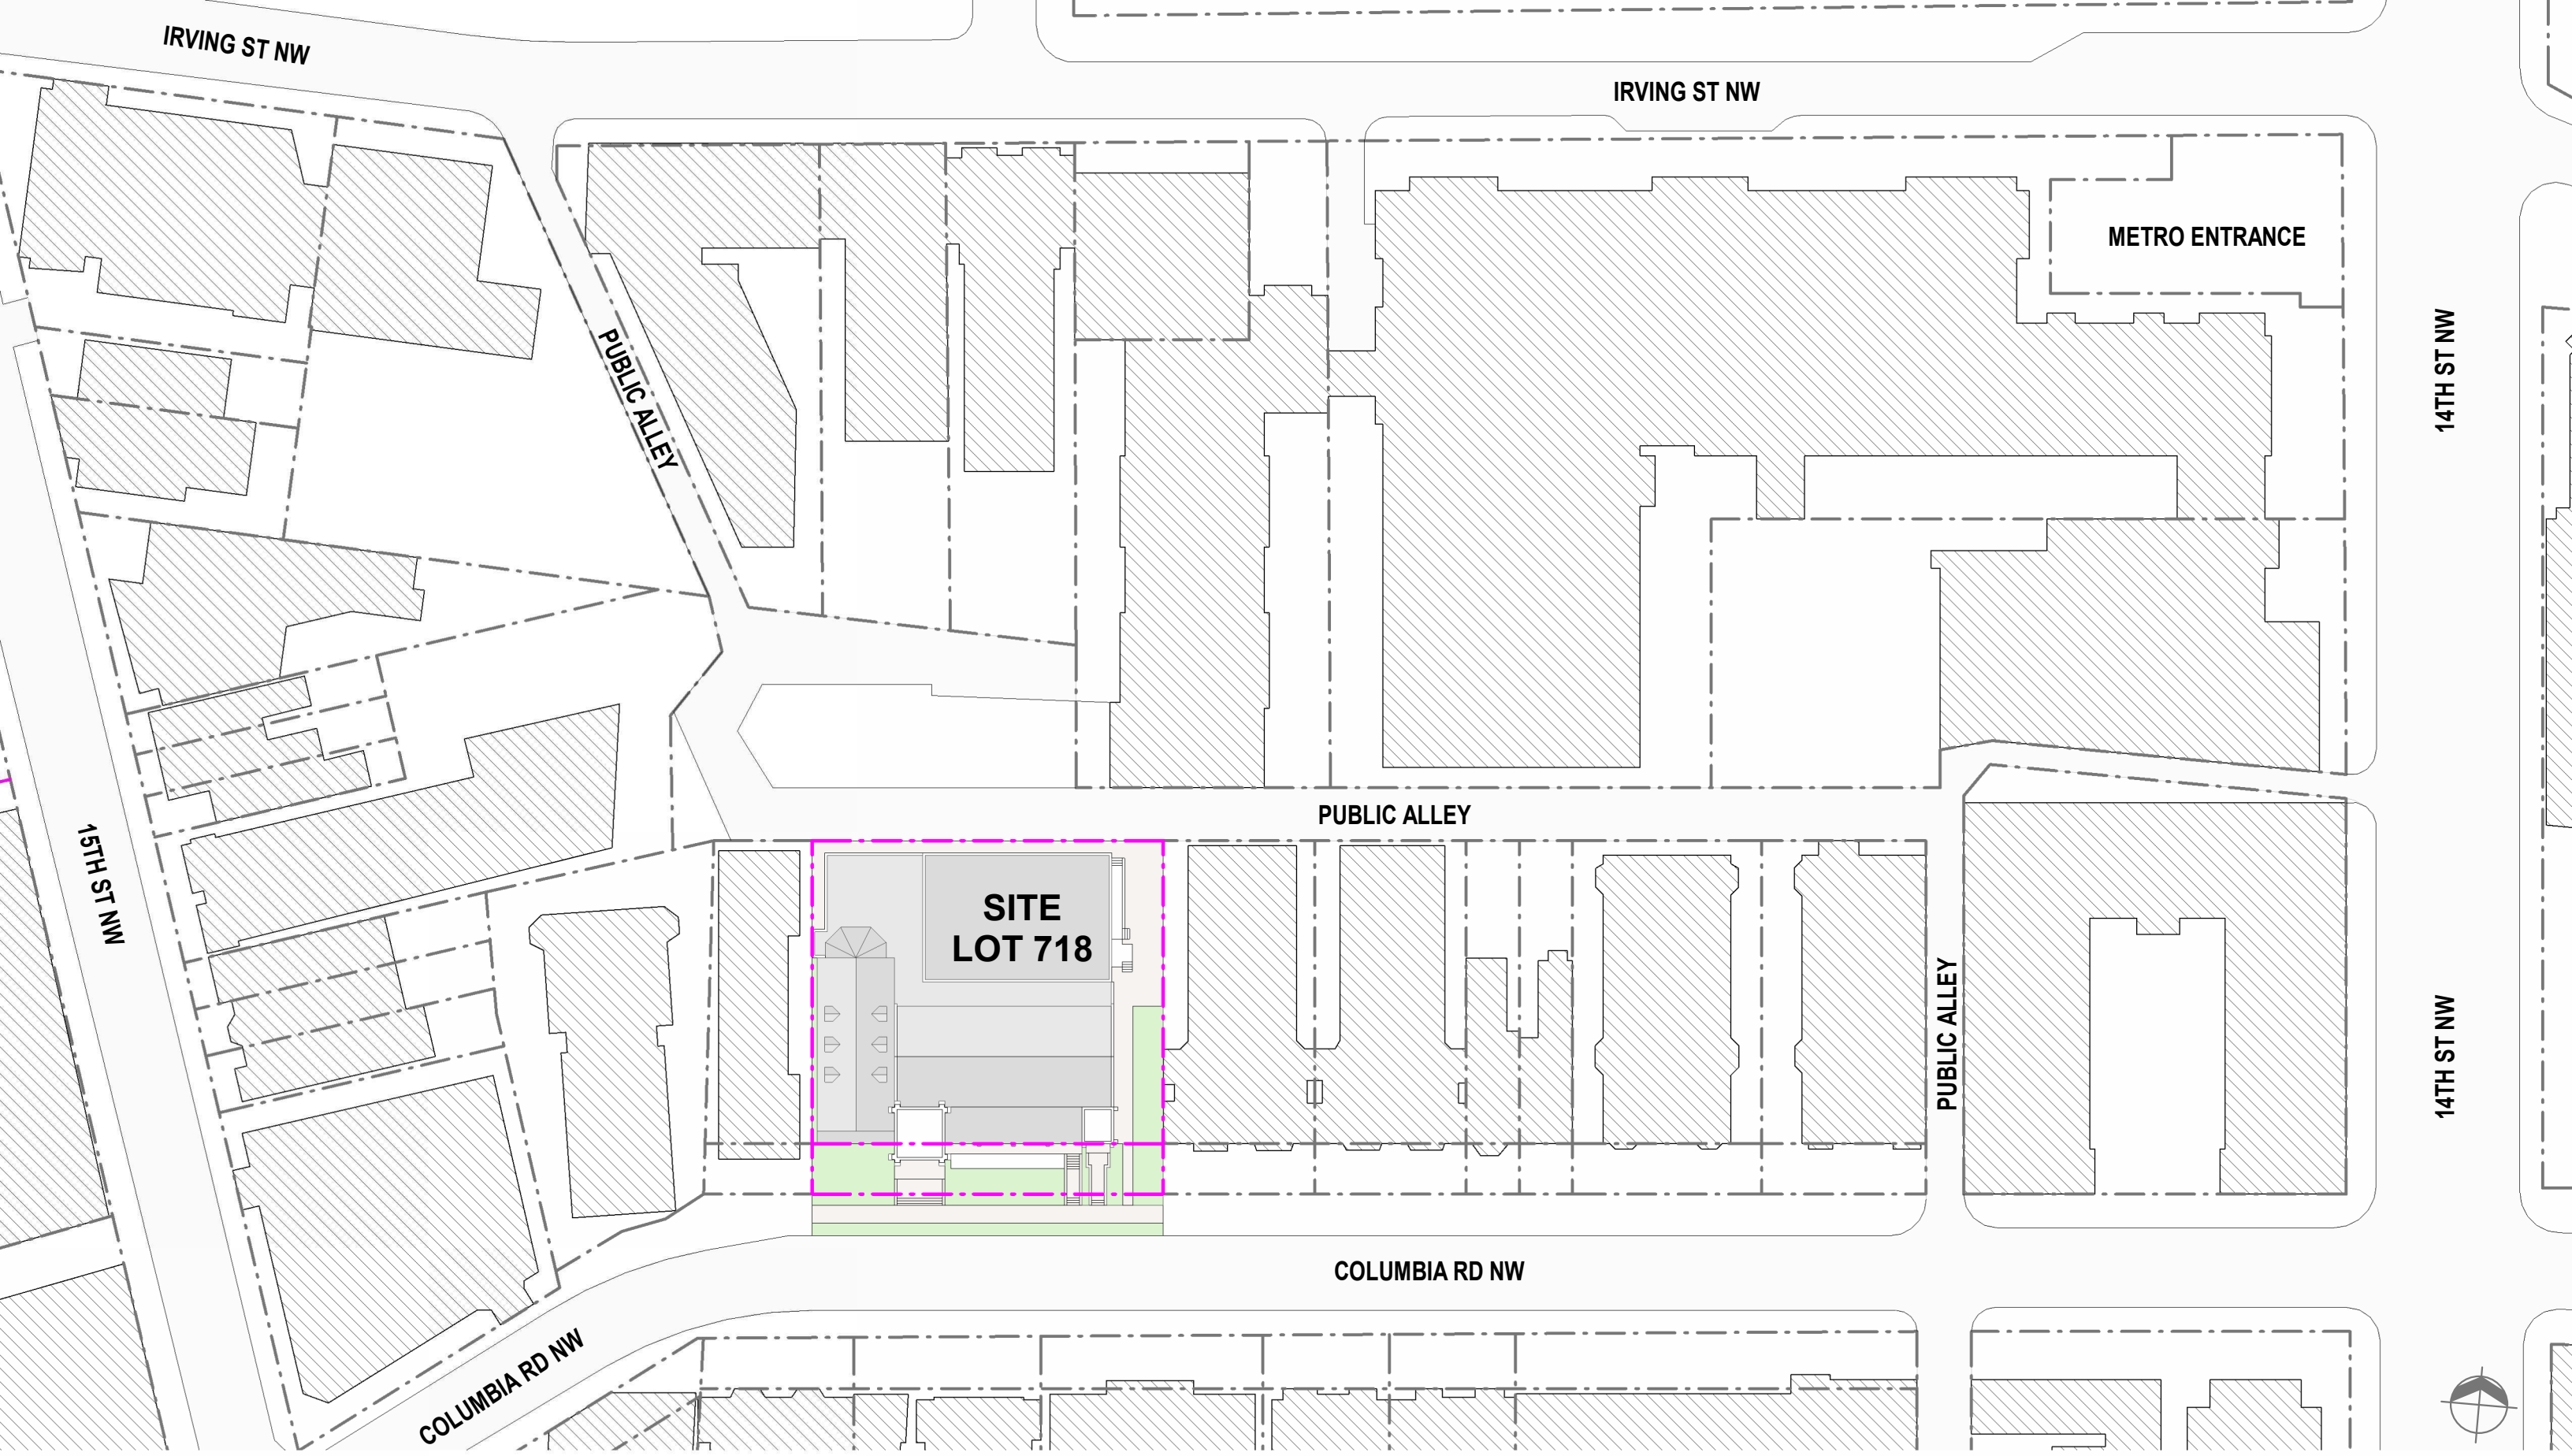 IRVING ST NW
IRVING ST NW
METRO ENTRANCE
14TH ST NW
PUBLIC ALLEY
PUBLIC ALLEY
15TH ST NW
SITE
LOT 718
PUBLIC ALLEY
14TH ST NW
COLUMBIA RD NW
COLUMBIA RD NW